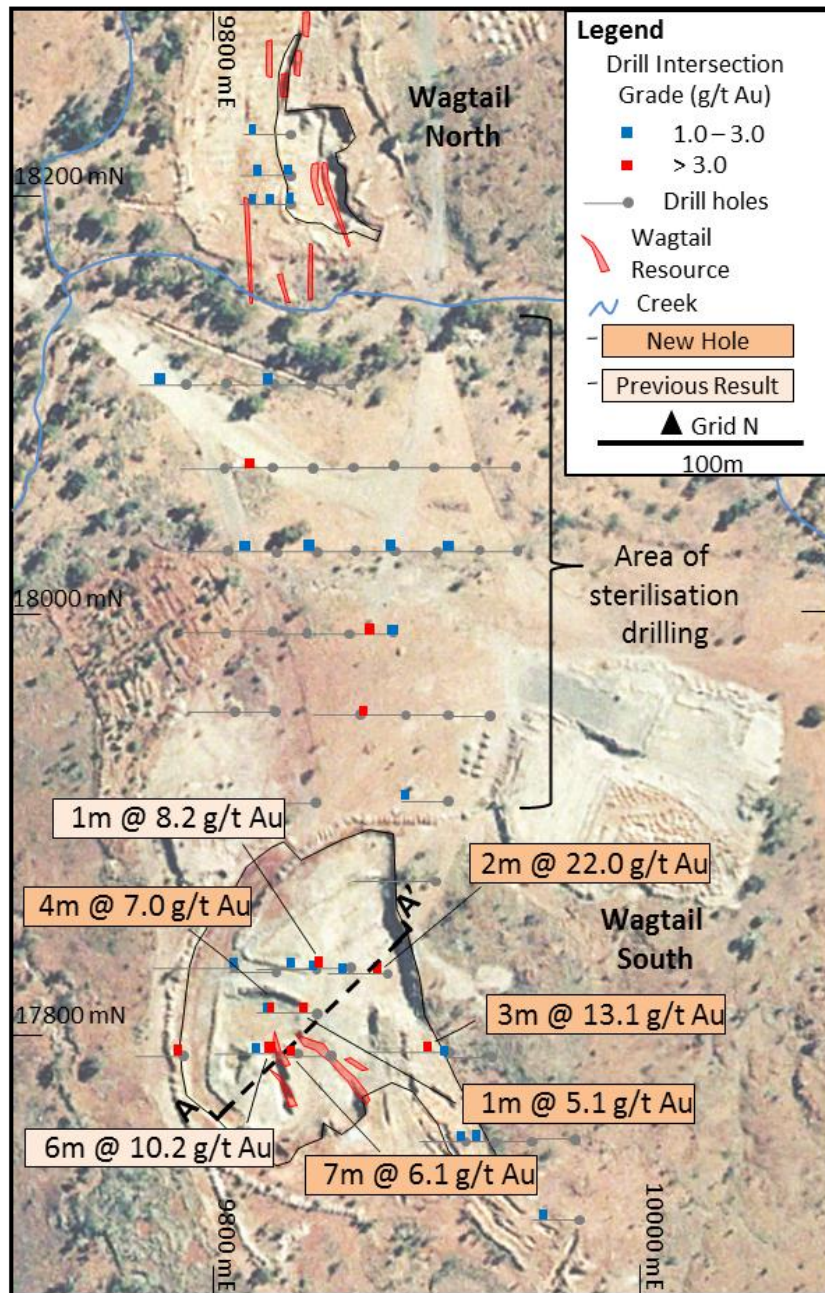 9800 mE
Wagtail
North
18200 mN
Legend
Drill Intersection
Grade (g/t Au)
1.0 – 3.0
> 3.0
Drill holes
Wagtail
Resource
Creek
New Hole
Previous Result
Grid N
100m
Area of
sterilisation
drilling
18000 mN
1m @ 8.2 g/t Au
2m @ 22.0 g/t Au
4m @ 7.0 g/t Au
A'
Wagtail
South
17800 mN
3m @ 13.1 g/t Au
1m @ 5.1 g/t Au
A
6m @ 10.2 g/t Au
7m @ 6.1 g/t Au
9800 mE
10000 mE